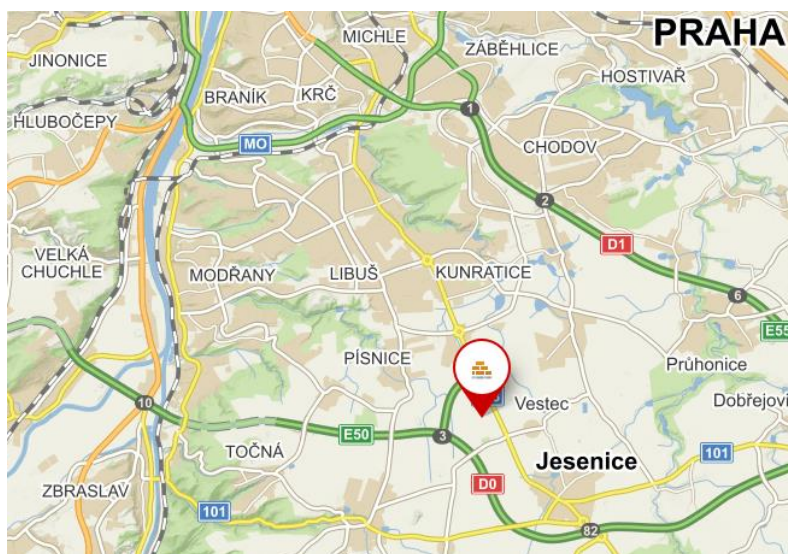 PRAHA
MICHLE
ZÁBĚHLICE
JINONICE
HOSTIVAŘ
BRANÍK
KRČ
HLUBOČEPY
1
MO
CHODOV
2
D1
VELKÁ
CHUCHLE
MODŘANY
LIBUŠ
KUNRATICE
6
E55
PÍSNICE
Průhonice
10
Vestec
Dobřejovi
E50
3
TOČNÁ
Jesenice
101
D0
ZBRASLAV
101
82